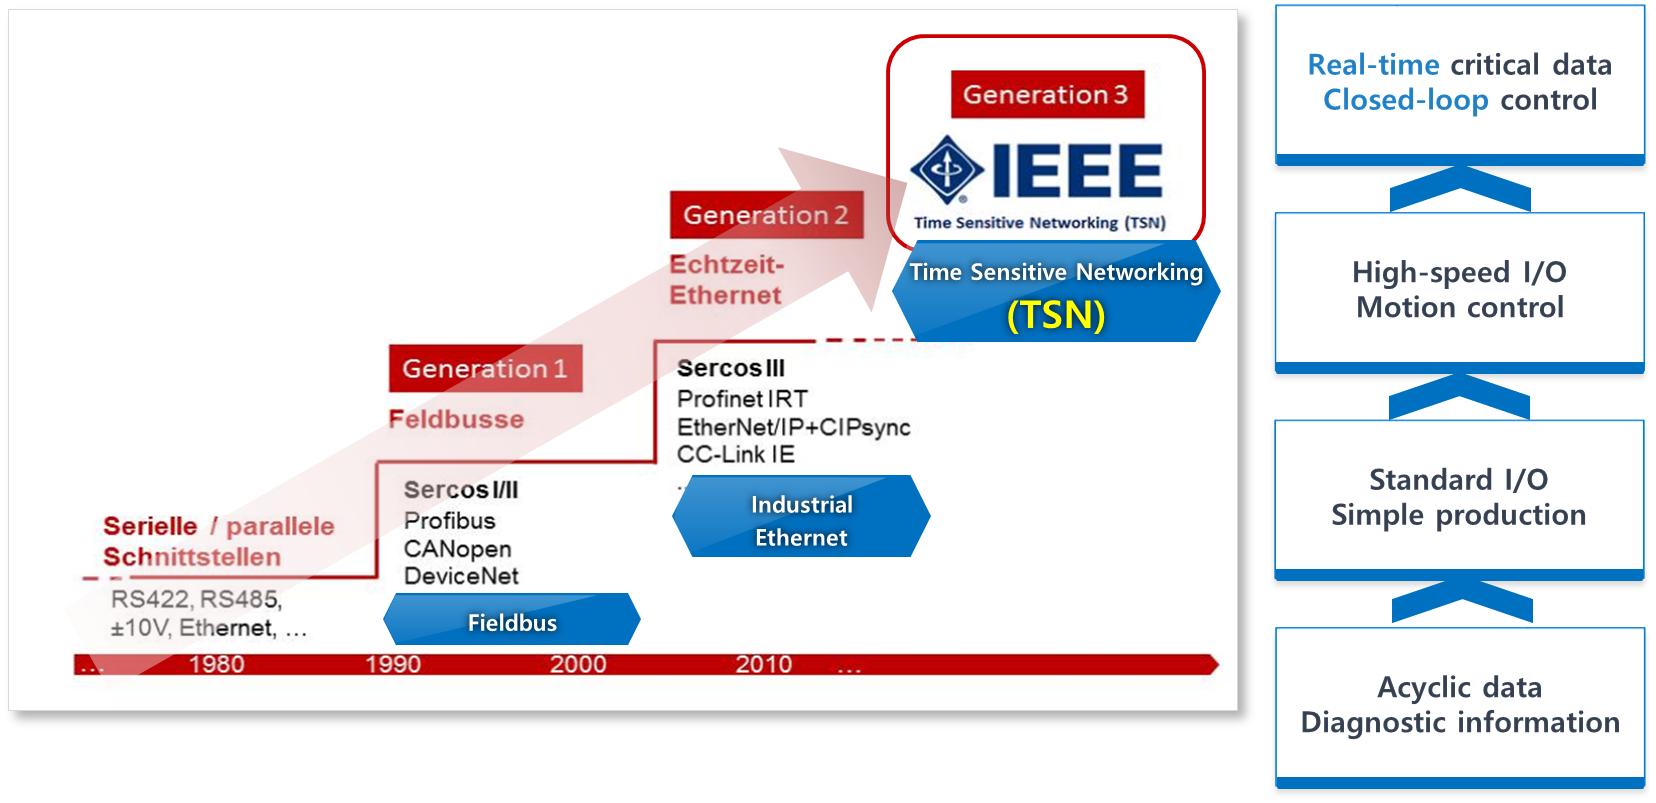 Generation 3
IEEE
®
Time Sensitive Networking (TSN)
Time Sensitive Networking
(TSN)
Generation 2
Echtzeit-
Ethernet
Sercos III
Profinet IRT
EtherNet/IP+CIPsync
CC-Link IE
Industrial
Ethernet
Generation 1
Feldbusse
Sercos I/II
Profibus
CANopen
DeviceNet
Fieldbus
Serielle / parallele
Schnittstellen
RS422, RS485,
±10V, Ethernet, ...
... 1980 1990 2000 2010 ...
Real-time critical data
Closed-loop control
High-speed I/O
Motion control
Standard I/O
Simple production
Acyclic data
Diagnostic information